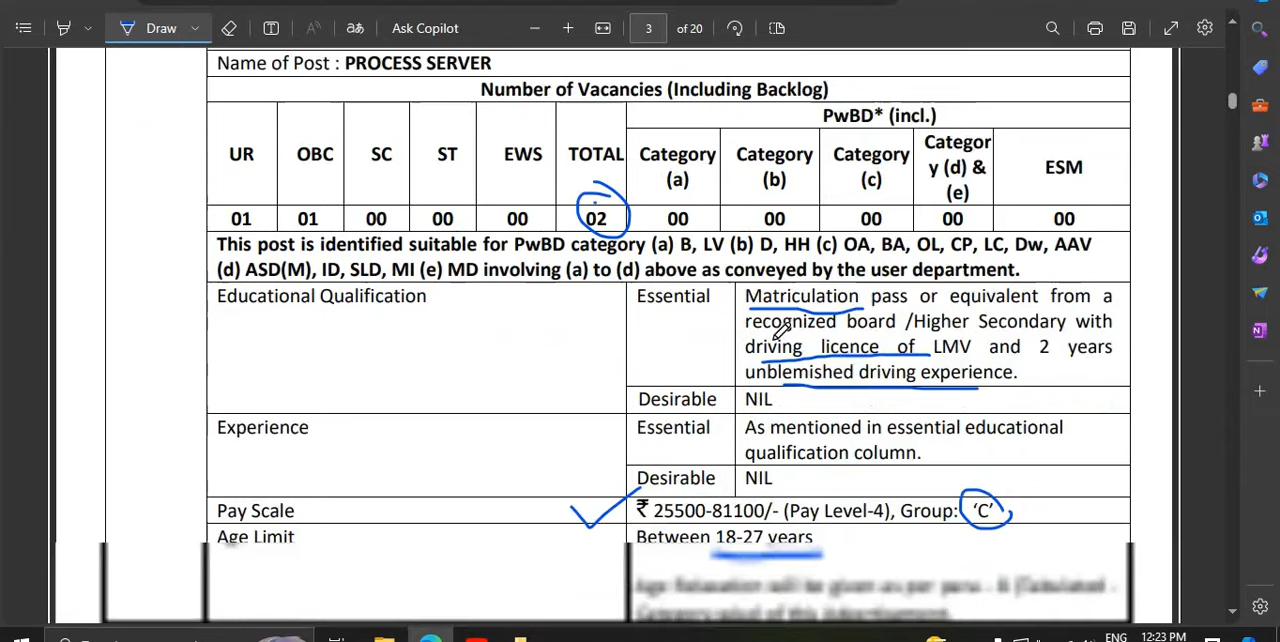 Draw
Ask Copilot
3 of 20
Name of Post : PROCESS SERVER
Number of Vacancies (Including Backlog)
UR OBC SC ST EWS TOTAL PwBD* (incl.)
Category (a) Category (b) Category (c) Categor y (d) & (e) ESM
01 01 00 00 00 02 00 00 00 00 00
This post is identified suitable for PwBD category (a) B, LV (b) D, HH (c) OA, BA, OL, CP, LC, Dw, AAV
(d) ASD(M), ID, SLD, MI (e) MD involving (a) to (d) above as conveyed by the user department.
Educational Qualification Essential Matriculation pass or equivalent from a
recognized board /Higher Secondary with
driving licence of LMV and 2 years
unblemished driving experience.
Desirable NIL
Experience Essential As mentioned in essential educational
qualification column.
Desirable NIL
Pay Scale ₹ 25500-81100/- (Pay Level-4), Group: ‘C’
Age Limit Between 18-27 years
ENG 12:23 PM